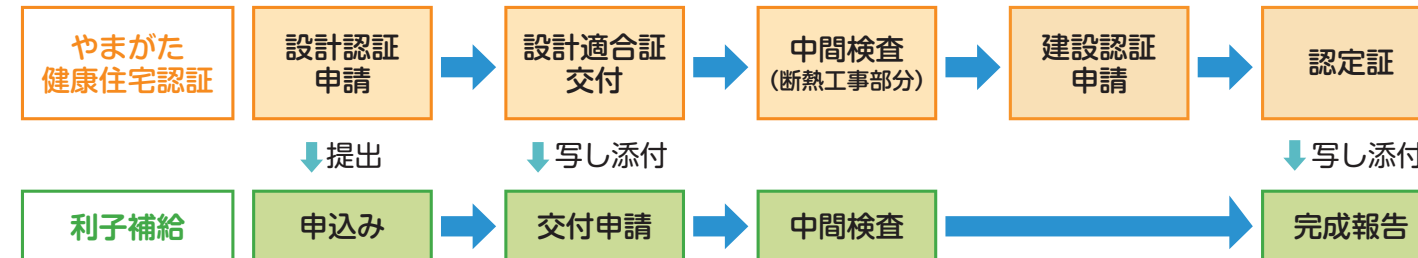 やまがた
健康住宅認証
設計認証
申請
設計適合証
交付
中間検査
（断熱工事部分）
建設認証
申請
認定証
提出
写し添付
写し添付
利子補給
申込み
交付申請
中間検査
完成報告